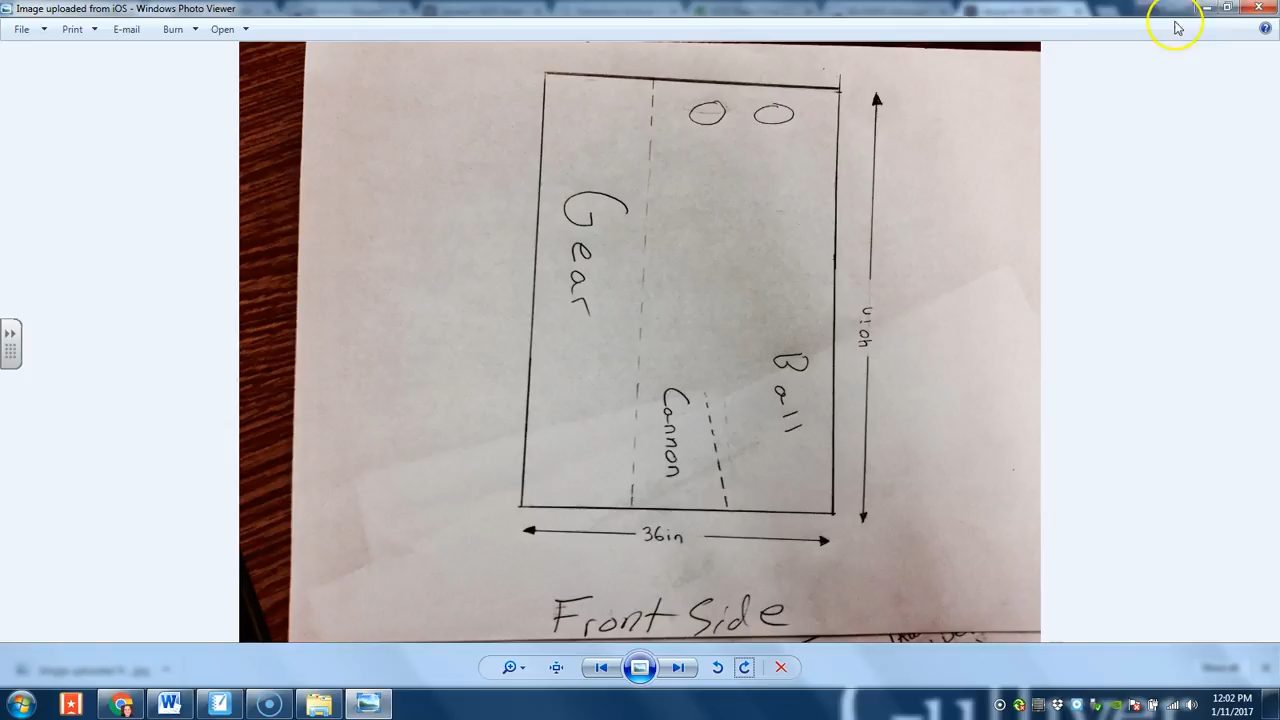 Image uploaded from iOS - Windows Photo Viewer
File Print E-mail Burn Open
Gear
Ball
Cannon
40in
36in
Front Side
12:02 PM
1/11/2017